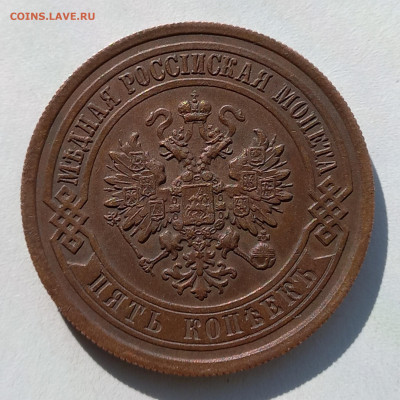 COINS.LAVE.RU
МѢДНАЯ РОССІЙСКАЯ МОНЕТА
ПЯТЬ КОПѢЕКЪ